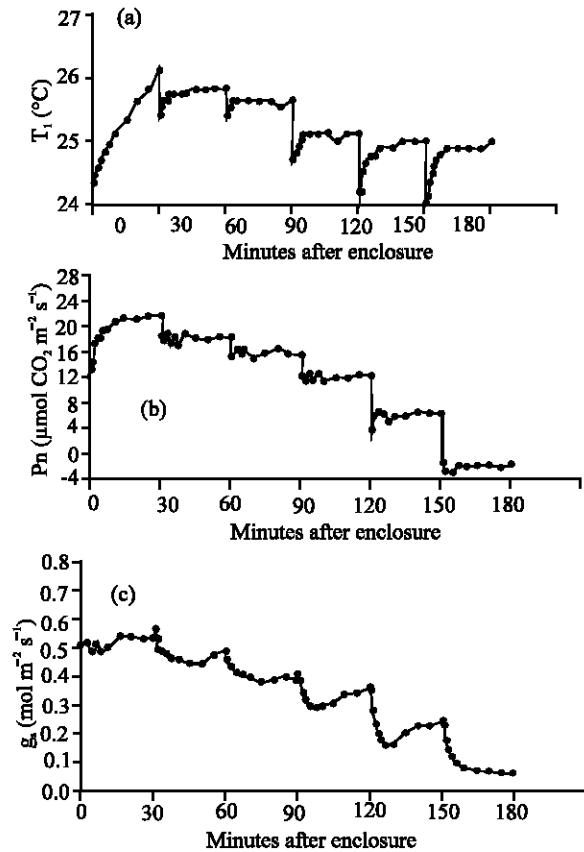 (a)
T₁ (°C)
27
26
25
24
0 30 60 90 120 150 180
Minutes after enclosure
(b)
Pn (µmol CO₂ m⁻² s⁻¹)
28
24
20
16
12
8
4
0
-4
0 30 60 90 120 150 180
Minutes after enclosure
(c)
gₛ (mol m⁻² s⁻¹)
0.8
0.7
0.6
0.5
0.4
0.3
0.2
0.1
0.0
0 30 60 90 120 150 180
Minutes after enclosure